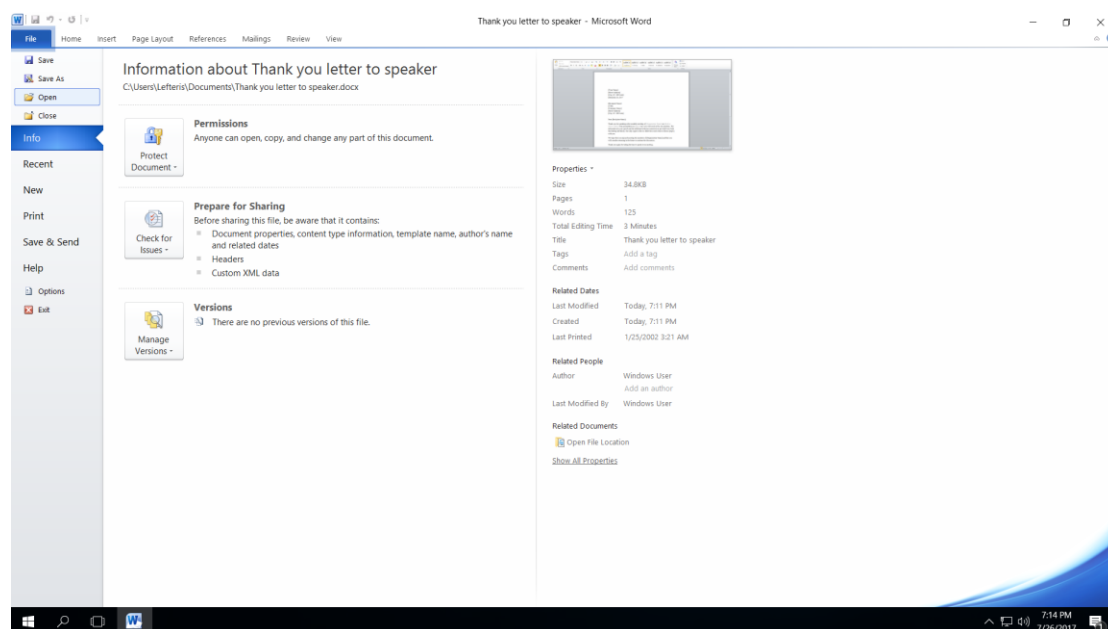 Thank you letter to speaker - Microsoft Word
File Home Insert Page Layout References Mailings Review View
Save
Save As
Open
Close
Info
Recent
New
Print
Save & Send
Help
Options
Exit
Information about Thank you letter to speaker
C:\Users\Lefteris\Documents\Thank you letter to speaker.docx
Protect
Document
Permissions
Anyone can open, copy, and change any part of this document.
Check for
Issues
Prepare for Sharing
Before sharing this file, be aware that it contains:
Document properties, content type information, template name, author's name
and related dates
Headers
Custom XML data
Manage
Versions
Versions
There are no previous versions of this file.
Properties
Size 34.8KB
Pages 1
Words 125
Total Editing Time 3 Minutes
Title Thank you letter to speaker
Tags Add a tag
Comments Add comments
Related Dates
Last Modified Today, 7:11 PM
Created Today, 7:11 PM
Last Printed 1/25/2002 3:21 AM
Related People
Author Windows User
Add an author
Last Modified By Windows User
Related Documents
Open File Location
Show All Properties
7:14 PM
7/26/2017